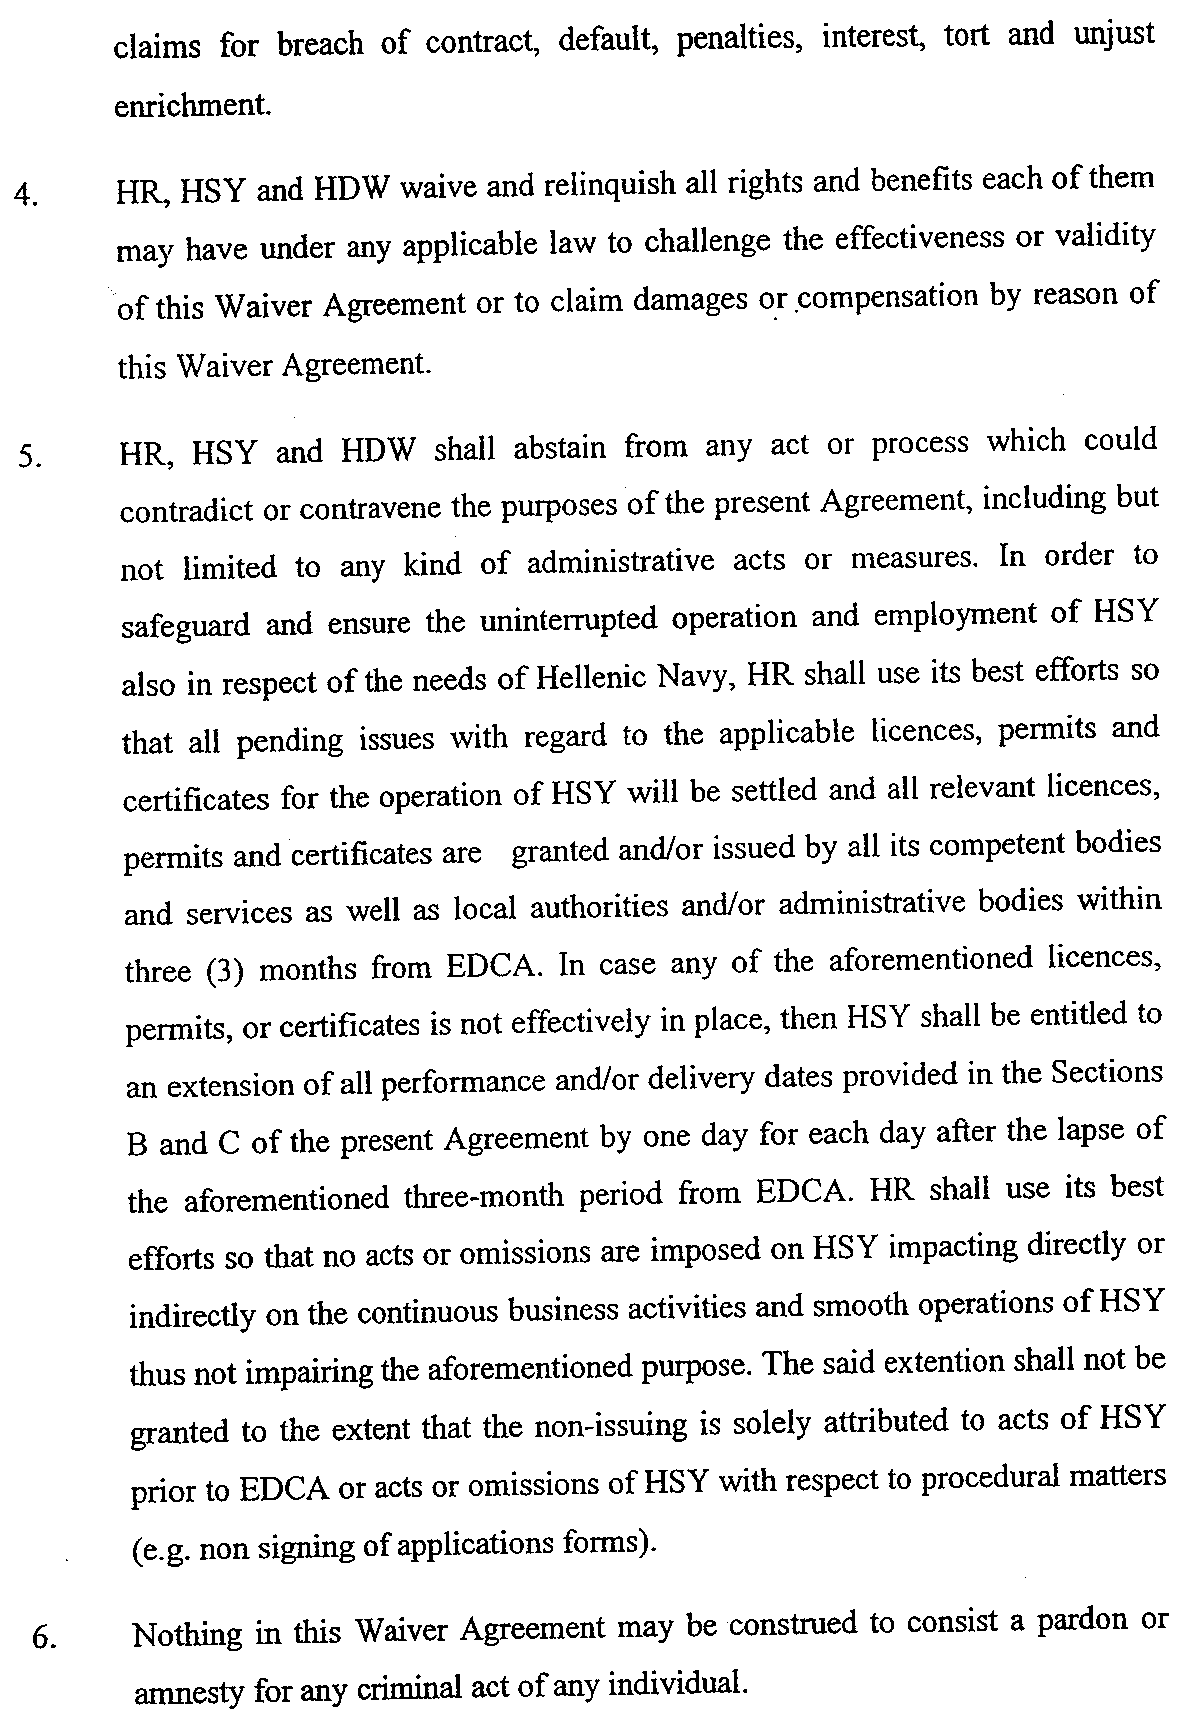 claims for breach of contract, default, penalties, interest, tort and unjust
enrichment.
4. HR, HSY and HDW waive and relinquish all rights and benefits each of them
may have under any applicable law to challenge the effectiveness or validity
of this Waiver Agreement or to claim damages or compensation by reason of
this Waiver Agreement.
5. HR, HSY and HDW shall abstain from any act or process which could
contradict or contravene the purposes of the present Agreement, including but
not limited to any kind of administrative acts or measures. In order to
safeguard and ensure the uninterrupted operation and employment of HSY
also in respect of the needs of Hellenic Navy, HR shall use its best efforts so
that all pending issues with regard to the applicable licences, permits and
certificates for the operation of HSY will be settled and all relevant licences,
permits and certificates are granted and/or issued by all its competent bodies
and services as well as local authorities and/or administrative bodies within
three (3) months from EDCA. In case any of the aforementioned licences,
permits, or certificates is not effectively in place, then HSY shall be entitled to
an extension of all performance and/or delivery dates provided in the Sections
B and C of the present Agreement by one day for each day after the lapse of
the aforementioned three-month period from EDCA. HR shall use its best
efforts so that no acts or omissions are imposed on HSY impacting directly or
indirectly on the continuous business activities and smooth operations of HSY
thus not impairing the aforementioned purpose. The said extention shall not be
granted to the extent that the non-issuing is solely attributed to acts of HSY
prior to EDCA or acts or omissions of HSY with respect to procedural matters
(e.g. non signing of applications forms).
6. Nothing in this Waiver Agreement may be construed to consist a pardon or
amnesty for any criminal act of any individual.